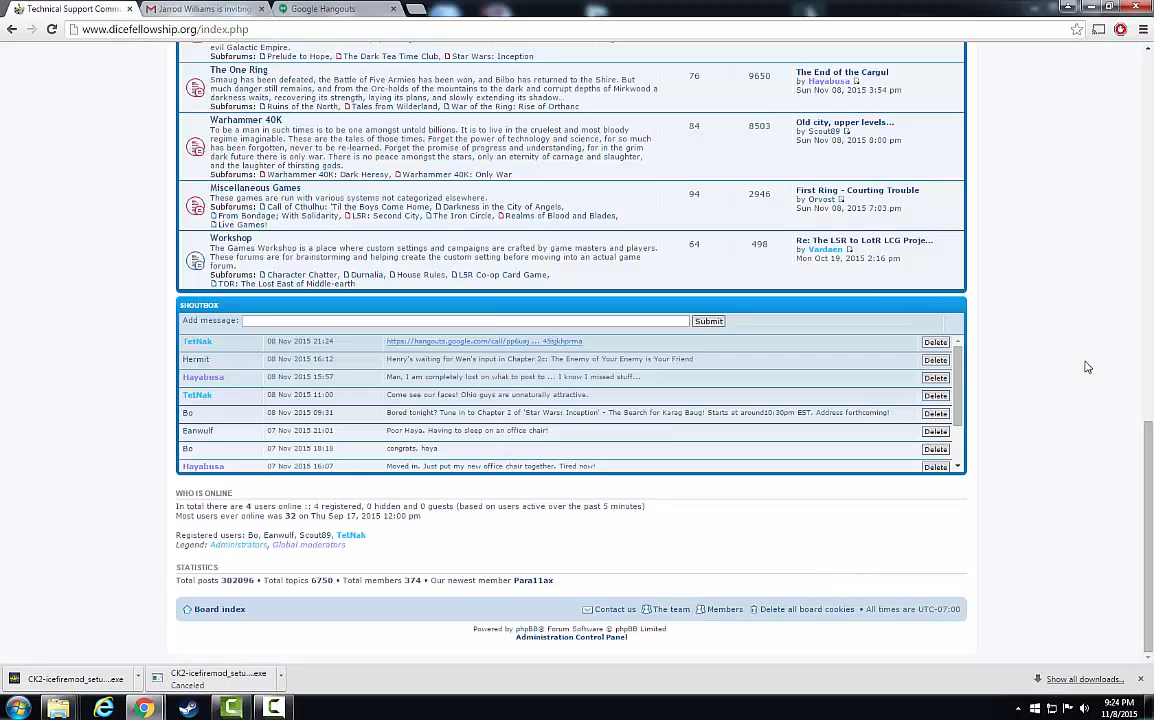 Technical Support Comm
Jarrod Williams is inviting
Google Hangouts
www.dicefellowship.org/index.php
evil Galactic Empire.
Subforums: Prelude to Hope, The Dark Tea Time Club, Star Wars: Inception
The One Ring
Smaug has been defeated, the Battle of Five Armies has been won, and Bilbo has returned to the Shire. But
much danger still remains, and from the Orc-holds of the mountains to the dark and corrupt depths of Mirkwood a
darkness waits, recovering its strength, laying its plans, and slowly extending its shadow...
Subforums: Ruins of the North, Tales from Wilderland, War of the Ring: Rise of Orthanc
76
9650
The End of the Cargul
by Hayabusa
Sun Nov 08, 2015 3:54 pm
Warhammer 40K
To be a man in such times is to be one amongst untold billions. It is to live in the cruelest and most bloody
regime imaginable. These are the tales of those times. Forget the power of technology and science, for so much
has been forgotten, never to be re-learned. Forget the promise of progress and understanding, for in the grim
dark future there is only war. There is no peace amongst the stars, only an eternity of carnage and slaughter,
and the laughter of thirsting gods.
Subforums: Warhammer 40K: Dark Heresy, Warhammer 40K: Only War
84
8503
Old city, upper levels...
by Scout89
Sun Nov 08, 2015 8:00 pm
Miscellaneous Games
These games are run with various systems not categorized elsewhere.
Subforums: Call of Cthulhu: 'Til the Boys Come Home, Darkness in the City of Angels,
From Bondage; With Solidarity, L5R: Second City, The Iron Circle, Realms of Blood and Blades,
Live Games!
94
2946
First Ring - Courting Trouble
by Orvost
Sun Nov 08, 2015 7:03 pm
Workshop
The Games Workshop is a place where custom settings and campaigns are crafted by game masters and players.
These forums are for brainstorming and helping create the custom setting before moving into an actual game
forum.
Subforums: Character Chatter, Durnalia, House Rules, L5R Co-op Card Game,
TOR: The Lost East of Middle-earth
64
498
Re: The L5R to LotR LCG Proje...
by Vardaen
Mon Oct 19, 2015 2:16 pm
SHOUTBOX
Add message: Submit
TetNak 08 Nov 2015 21:24 https://hangouts.google.com/call/pp6uaj ... 45sjkhprma Delete
Hermit 08 Nov 2015 16:12 Henry's waiting for Wen's input in Chapter 2c: The Enemy of Your Enemy is Your Friend Delete
Hayabusa 08 Nov 2015 15:57 Man, I am completely lost on what to post to ... I know I missed stuff... Delete
TetNak 08 Nov 2015 11:00 Come see our faces! Ohio guys are unnaturally attractive. Delete
Bo 08 Nov 2015 09:31 Bored tonight? Tune in to Chapter 2 of 'Star Wars: Inception' - The Search for Karag Baug! Starts at around10:30pm EST. Address forthcoming! Delete
Eanwulf 07 Nov 2015 21:01 Poor Haya. Having to sleep on an office chair! Delete
Bo 07 Nov 2015 18:18 congrats, haya Delete
Hayabusa 07 Nov 2015 16:07 Moved in. Just put my new office chair together. Tired now! Delete
WHO IS ONLINE
In total there are 4 users online :: 4 registered, 0 hidden and 0 guests (based on users active over the past 5 minutes)
Most users ever online was 32 on Thu Sep 17, 2015 12:00 pm
Registered users: Bo, Eanwulf, Scout89, TetNak
Legend: Administrators, Global moderators
STATISTICS
Total posts 302096 • Total topics 6750 • Total members 374 • Our newest member Para11ax
Board index
Contact us The team Members Delete all board cookies • All times are UTC-07:00
Powered by phpBB® Forum Software © phpBB Limited
Administration Control Panel
CK2-icefiremod_setu....exe
CK2-icefiremod_setu....exe
Canceled
Show all downloads...
9:24 PM
11/8/2015